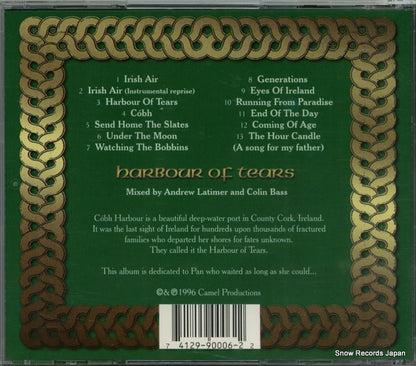 1 Irish Air
2 Irish Air (Instrumental reprise)
3 Harbour Of Tears
4 Cóbh
5 Send Home The Slates
6 Under The Moon
7 Watching The Bobbins
8 Generations
9 Eyes Of Ireland
10 Running From Paradise
11 End Of The Day
12 Coming Of Age
13 The Hour Candle
(A song for my father)
harbour of tears
Mixed by Andrew Latimer and Colin Bass
Cóbh Harbour is a beautiful deep-water port in County Cork, Ireland.
It was the last sight of Ireland for hundreds upon thousands of fractured
families who departed her shores for fates unknown.
They called it the Harbour of Tears.
This album is dedicated to Pan who waited as long as she could...
©&℗1996 Camel Productions
7 41129-90006-2 2
Snow Records Japan
(http://www.snowrecords.jp)